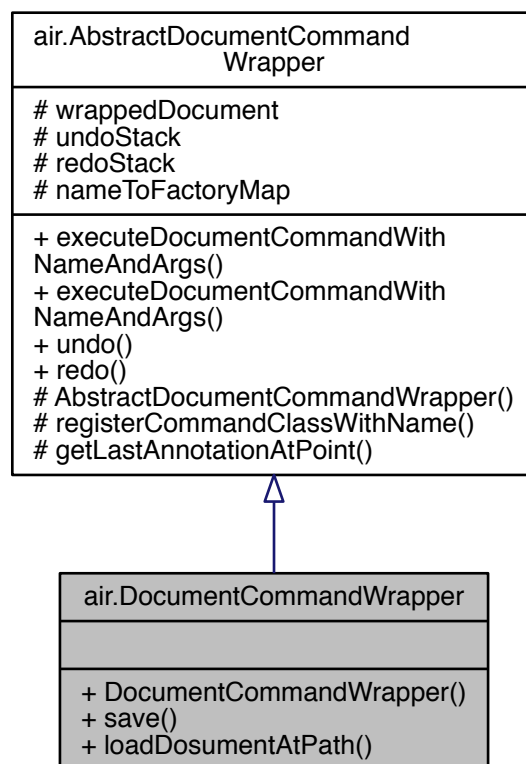 air.AbstractDocumentCommand
Wrapper
# wrappedDocument
# undoStack
# redoStack
# nameToFactoryMap
+ executeDocumentCommandWith
NameAndArgs()
+ executeDocumentCommandWith
NameAndArgs()
+ undo()
+ redo()
# AbstractDocumentCommandWrapper()
# registerCommandClassWithName()
# getLastAnnotationAtPoint()
air.DocumentCommandWrapper
+ DocumentCommandWrapper()
+ save()
+ loadDosumentAtPath()